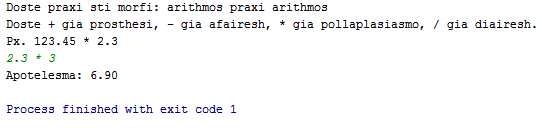 Doste praxi sti morfi: arithmos praxi arithmos
Doste + gia prosthesi, - gia afairesh, * gia pollaplasiasmo, / gia diairesh.
Px. 123.45 * 2.3
2.3 * 3
Apotelesma: 6.90
Process finished with exit code 1